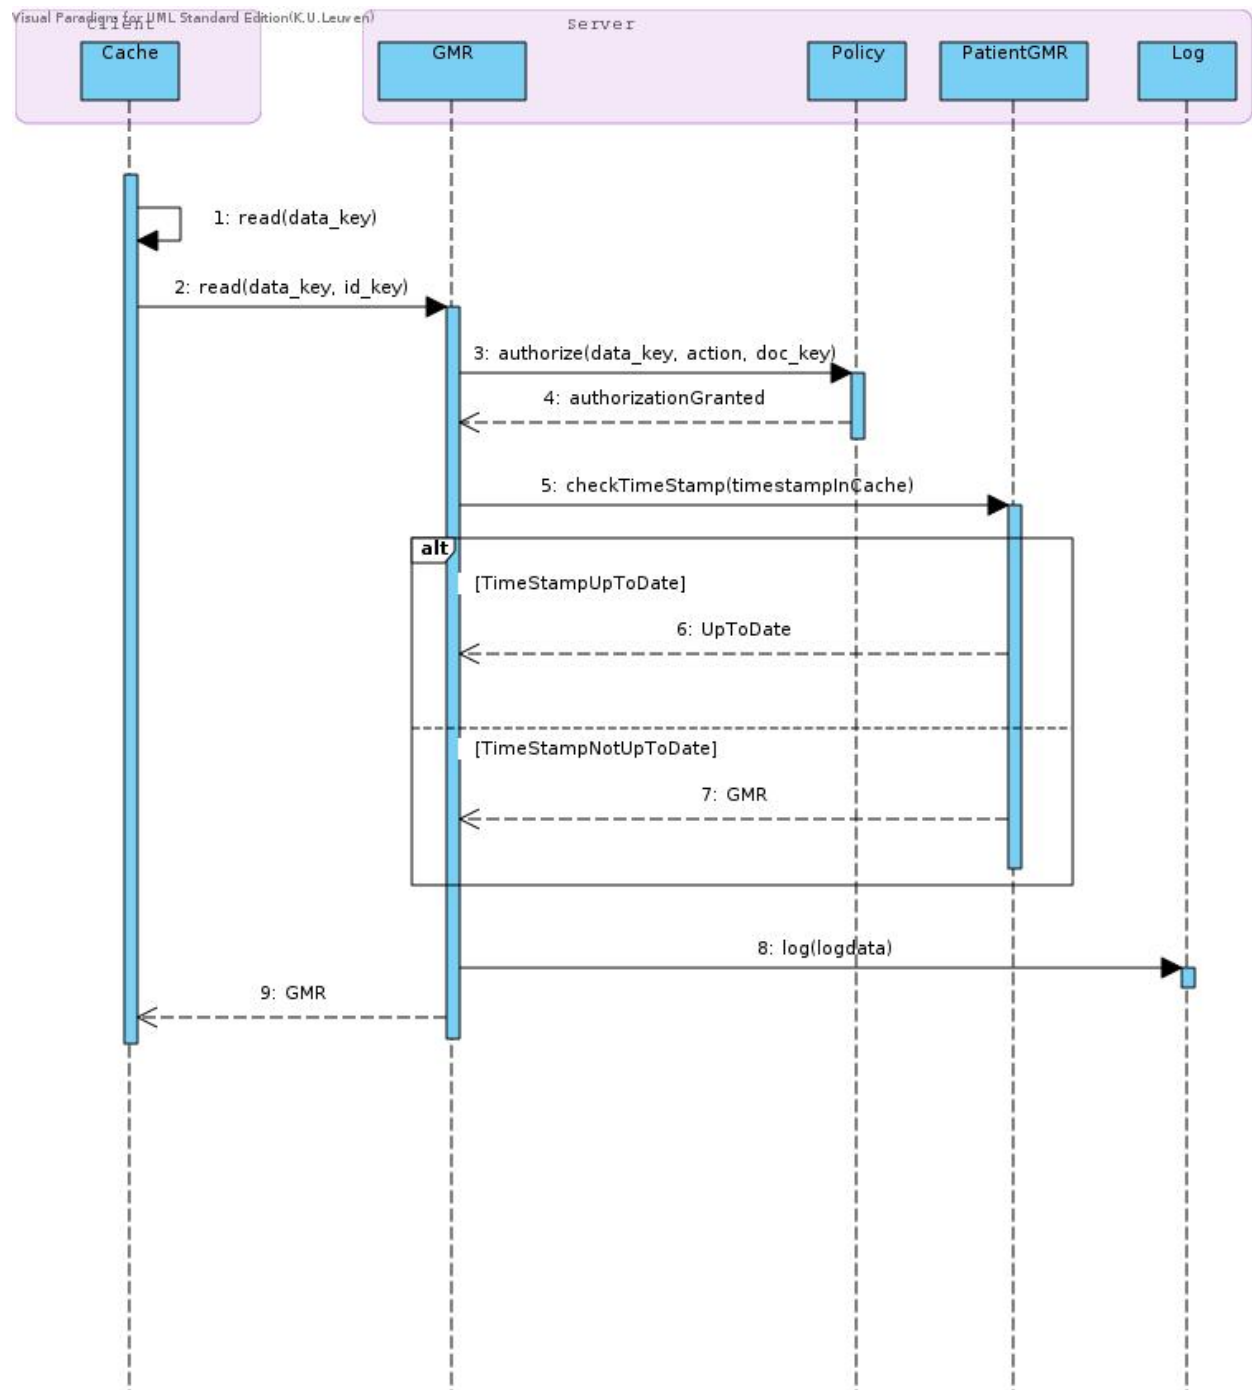 Visual Paradigm for UML Standard Edition(K.U.Leuven)
Client
Server
Cache
GMR
Policy
PatientGMR
Log
1: read(data_key)
2: read(data_key, id_key)
3: authorize(data_key, action, doc_key)
4: authorizationGranted
5: checkTimeStamp(timestampInCache)
alt
[TimeStampUpToDate]
6: UpToDate
[TimeStampNotUpToDate]
7: GMR
8: log(logdata)
9: GMR